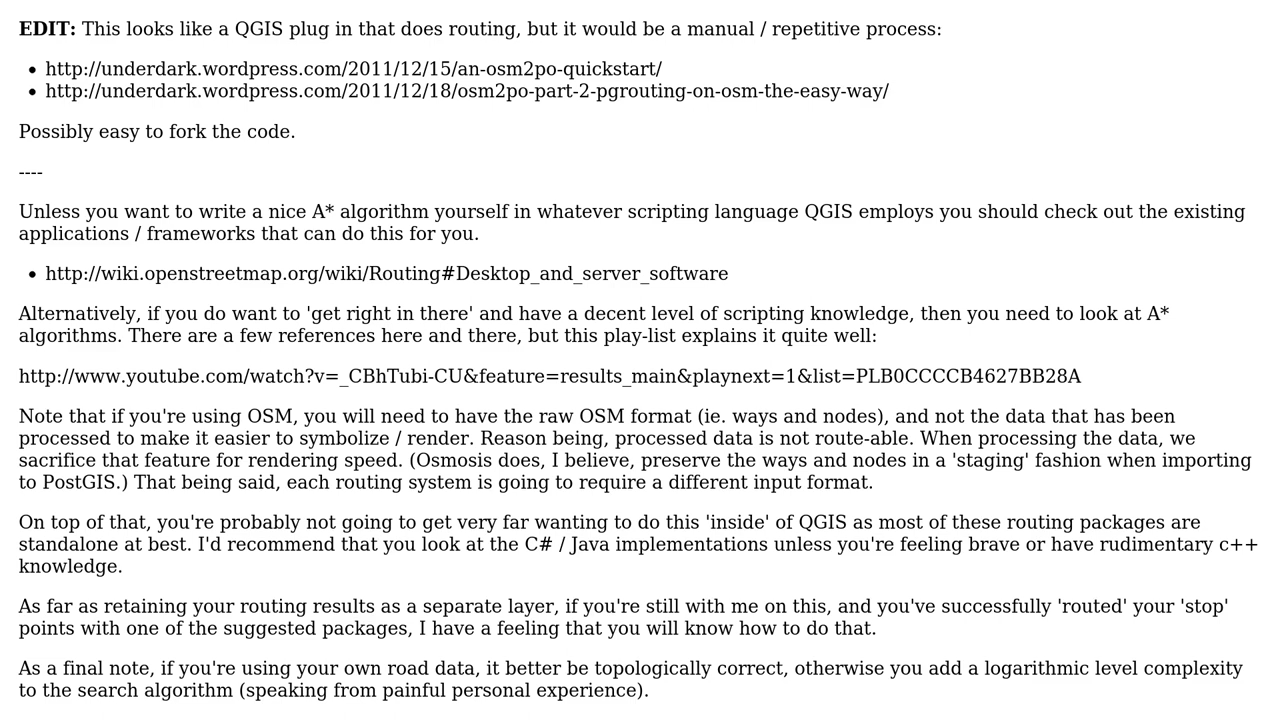 EDIT: This looks like a QGIS plug in that does routing, but it would be a manual / repetitive process:
• http://underdark.wordpress.com/2011/12/15/an-osm2po-quickstart/
• http://underdark.wordpress.com/2011/12/18/osm2po-part-2-pgrouting-on-osm-the-easy-way/
Possibly easy to fork the code.
----
Unless you want to write a nice A* algorithm yourself in whatever scripting language QGIS employs you should check out the existing
applications / frameworks that can do this for you.
• http://wiki.openstreetmap.org/wiki/Routing#Desktop_and_server_software
Alternatively, if you do want to 'get right in there' and have a decent level of scripting knowledge, then you need to look at A*
algorithms. There are a few references here and there, but this play-list explains it quite well:
http://www.youtube.com/watch?v=_CBhTubi-CU&feature=results_main&playnext=1&list=PLB0CCCCB4627BB28A
Note that if you're using OSM, you will need to have the raw OSM format (ie. ways and nodes), and not the data that has been
processed to make it easier to symbolize / render. Reason being, processed data is not route-able. When processing the data, we
sacrifice that feature for rendering speed. (Osmosis does, I believe, preserve the ways and nodes in a 'staging' fashion when importing
to PostGIS.) That being said, each routing system is going to require a different input format.
On top of that, you're probably not going to get very far wanting to do this 'inside' of QGIS as most of these routing packages are
standalone at best. I'd recommend that you look at the C# / Java implementations unless you're feeling brave or have rudimentary c++
knowledge.
As far as retaining your routing results as a separate layer, if you're still with me on this, and you've successfully 'routed' your 'stop'
points with one of the suggested packages, I have a feeling that you will know how to do that.
As a final note, if you're using your own road data, it better be topologically correct, otherwise you add a logarithmic level complexity
to the search algorithm (speaking from painful personal experience).